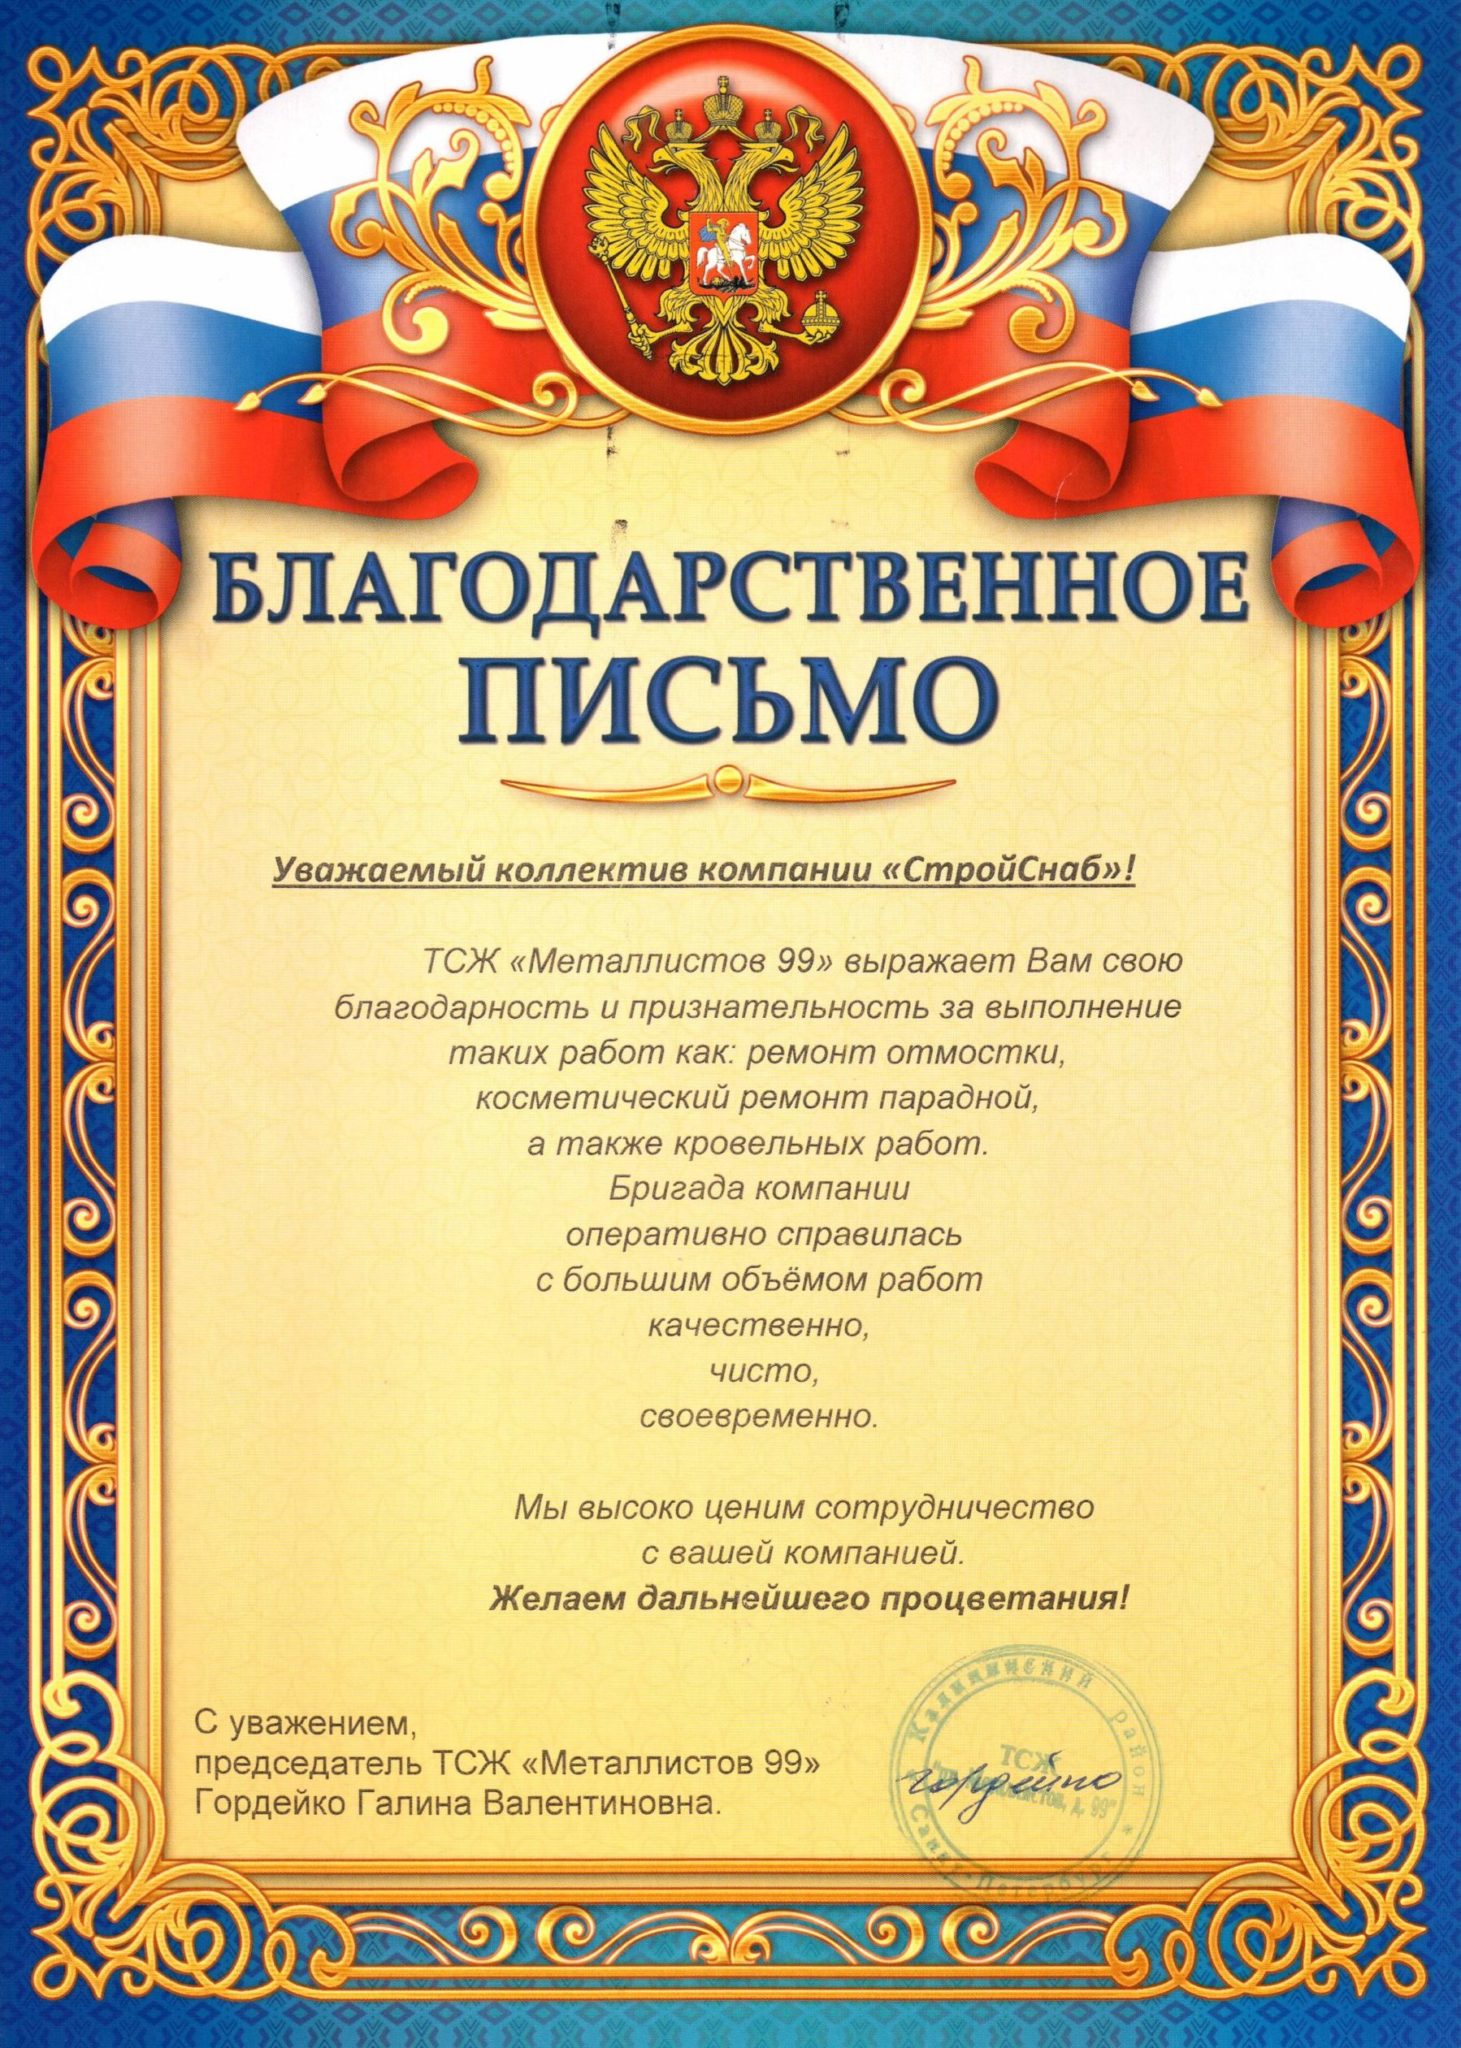 БЛАГОДАРСТВЕННОЕ
ПИСЬМО
Уважаемый коллектив компании «СтройСнаб»!
ТСЖ «Металлистов 99» выражает Вам свою
благодарность и признательность за выполнение
таких работ как: ремонт отмостки,
косметический ремонт парадной,
а также кровельных работ.
Бригада компании
оперативно справилась
с большим объёмом работ
качественно,
чисто,
своевременно.
Мы высоко ценим сотрудничество
с вашей компанией.
Желаем дальнейшего процветания!
С уважением,
председатель ТСЖ «Металлистов 99»
Гордейко Галина Валентиновна.
Калининский район
ТСЖ
д. 99"
Санкт-Петербург